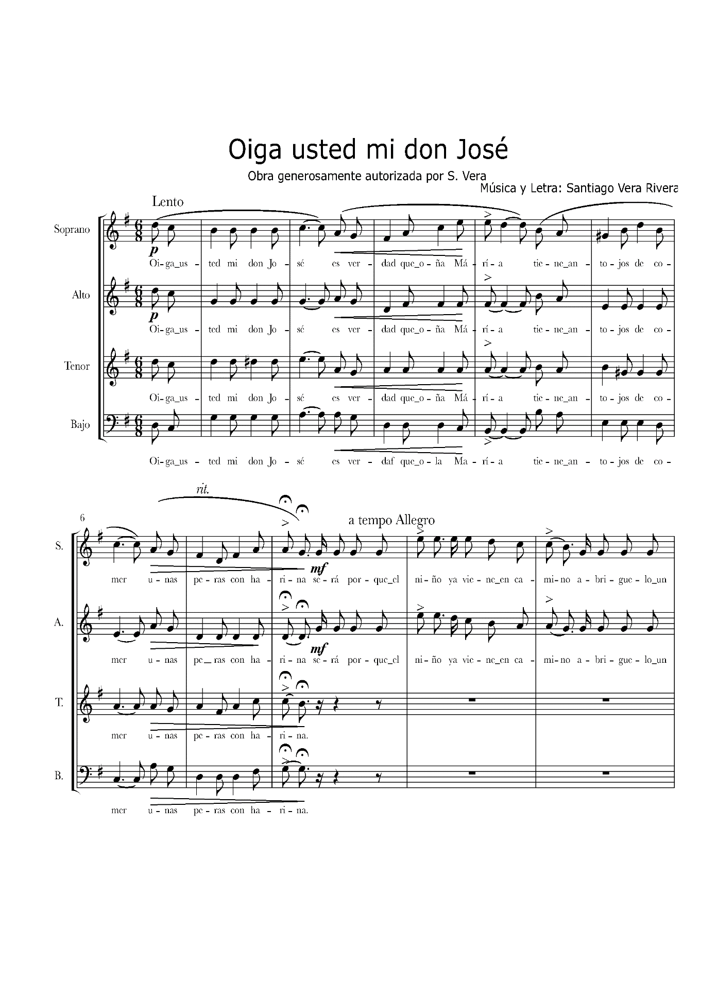 Oiga usted mi don José
Obra generosamente autorizada por S. Vera
Música y Letra: Santiago Vera Rivera
Lento
Soprano
p
Oi-ga_us-ted mi don Jo-sé es ver-dad que_o-ña Má-rí-a tie-ne_an-to-jos de co-
Alto
p
Oi-ga_us-ted mi don Jo-sé es ver-dad que_o-ña Má-rí-a tie-ne_an-to-jos de co-
Tenor
Oi-ga_us-ted mi don Jo-sé es ver-dad que_o-ña Má-rí-a tie-ne_an-to-jos de co-
Bajo
Oi-ga_us-ted mi don Jo-sé es ver-daf que_o-la Ma-rí-a tie-ne_an-to-jos de co-
rit.
6
a tempo Allegro
S.
mf
mer u-nas pe-ras con ha-ri-na se-rá por-que_el ni-ño ya vie-ne_en ca-mi-no a-bri-gue-lo_un
A.
mf
mer u-nas pe_ras con ha-ri-na se-rá por-que_el ni-ño ya vie-ne_en ca-mi-no a-bri-gue-lo_un
T.
mer u-nas pe-ras con ha-ri-na.
B.
mer u-nas pe-ras con ha-ri-na.